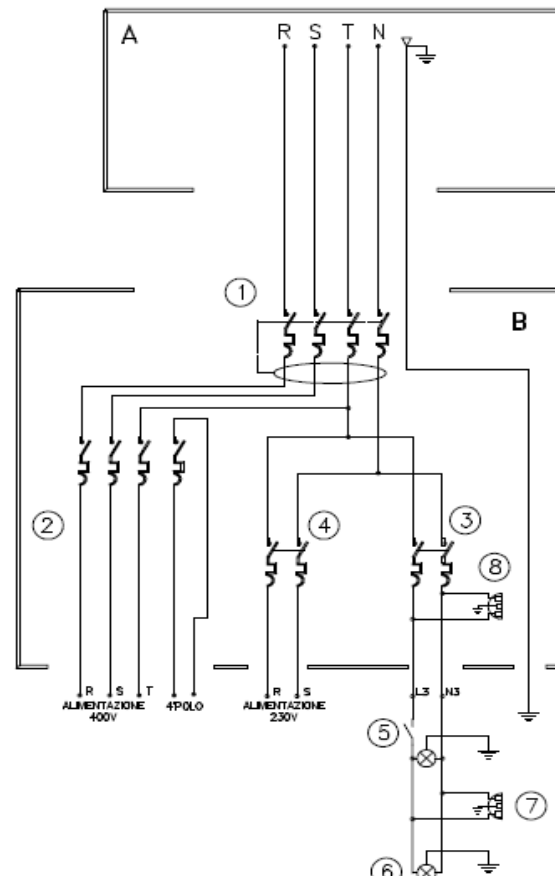 A
R S T N
1
B
2
4
3
8
R S T
ALIMENTAZIONE
400V
4°POLO
R S
ALIMENTAZIONE
230V
L3 N3
5
7
6